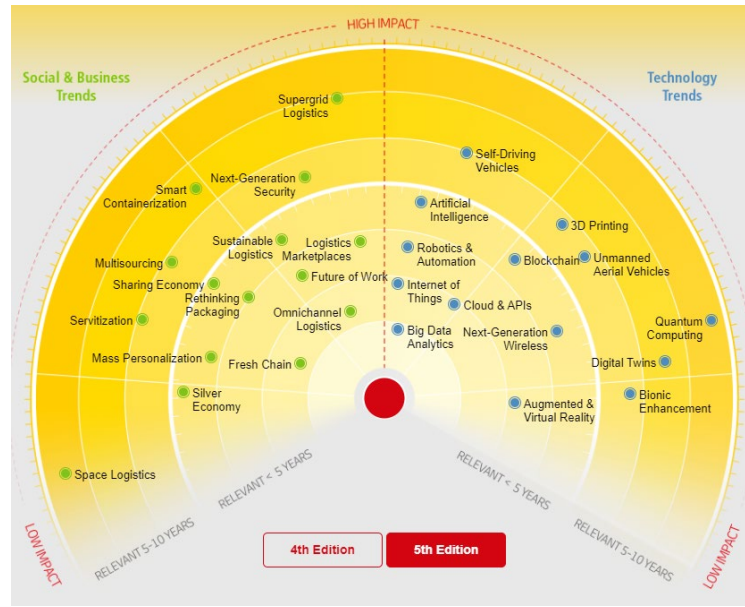 HIGH IMPACT
Social & Business
Trends
Technology
Trends
Supergrid
Logistics
Self-Driving
Vehicles
Next-Generation
Security
Smart
Containerization
Artificial
Intelligence
3D Printing
Sustainable
Logistics
Logistics
Marketplaces
Robotics &
Automation
Blockchain
Unmanned
Aerial Vehicles
Multisourcing
Sharing Economy
Future of Work
Internet of
Things
Rethinking
Packaging
Cloud & APIs
Servitization
Omnichannel
Logistics
Big Data
Analytics
Next-Generation
Wireless
Quantum
Computing
Mass Personalization
Fresh Chain
Digital Twins
Silver
Economy
Augmented &
Virtual Reality
Bionic
Enhancement
Space Logistics
RELEVANT < 5 YEARS
RELEVANT < 5 YEARS
RELEVANT 5-10 YEARS
RELEVANT 5-10 YEARS
LOW IMPACT
LOW IMPACT
4th Edition
5th Edition